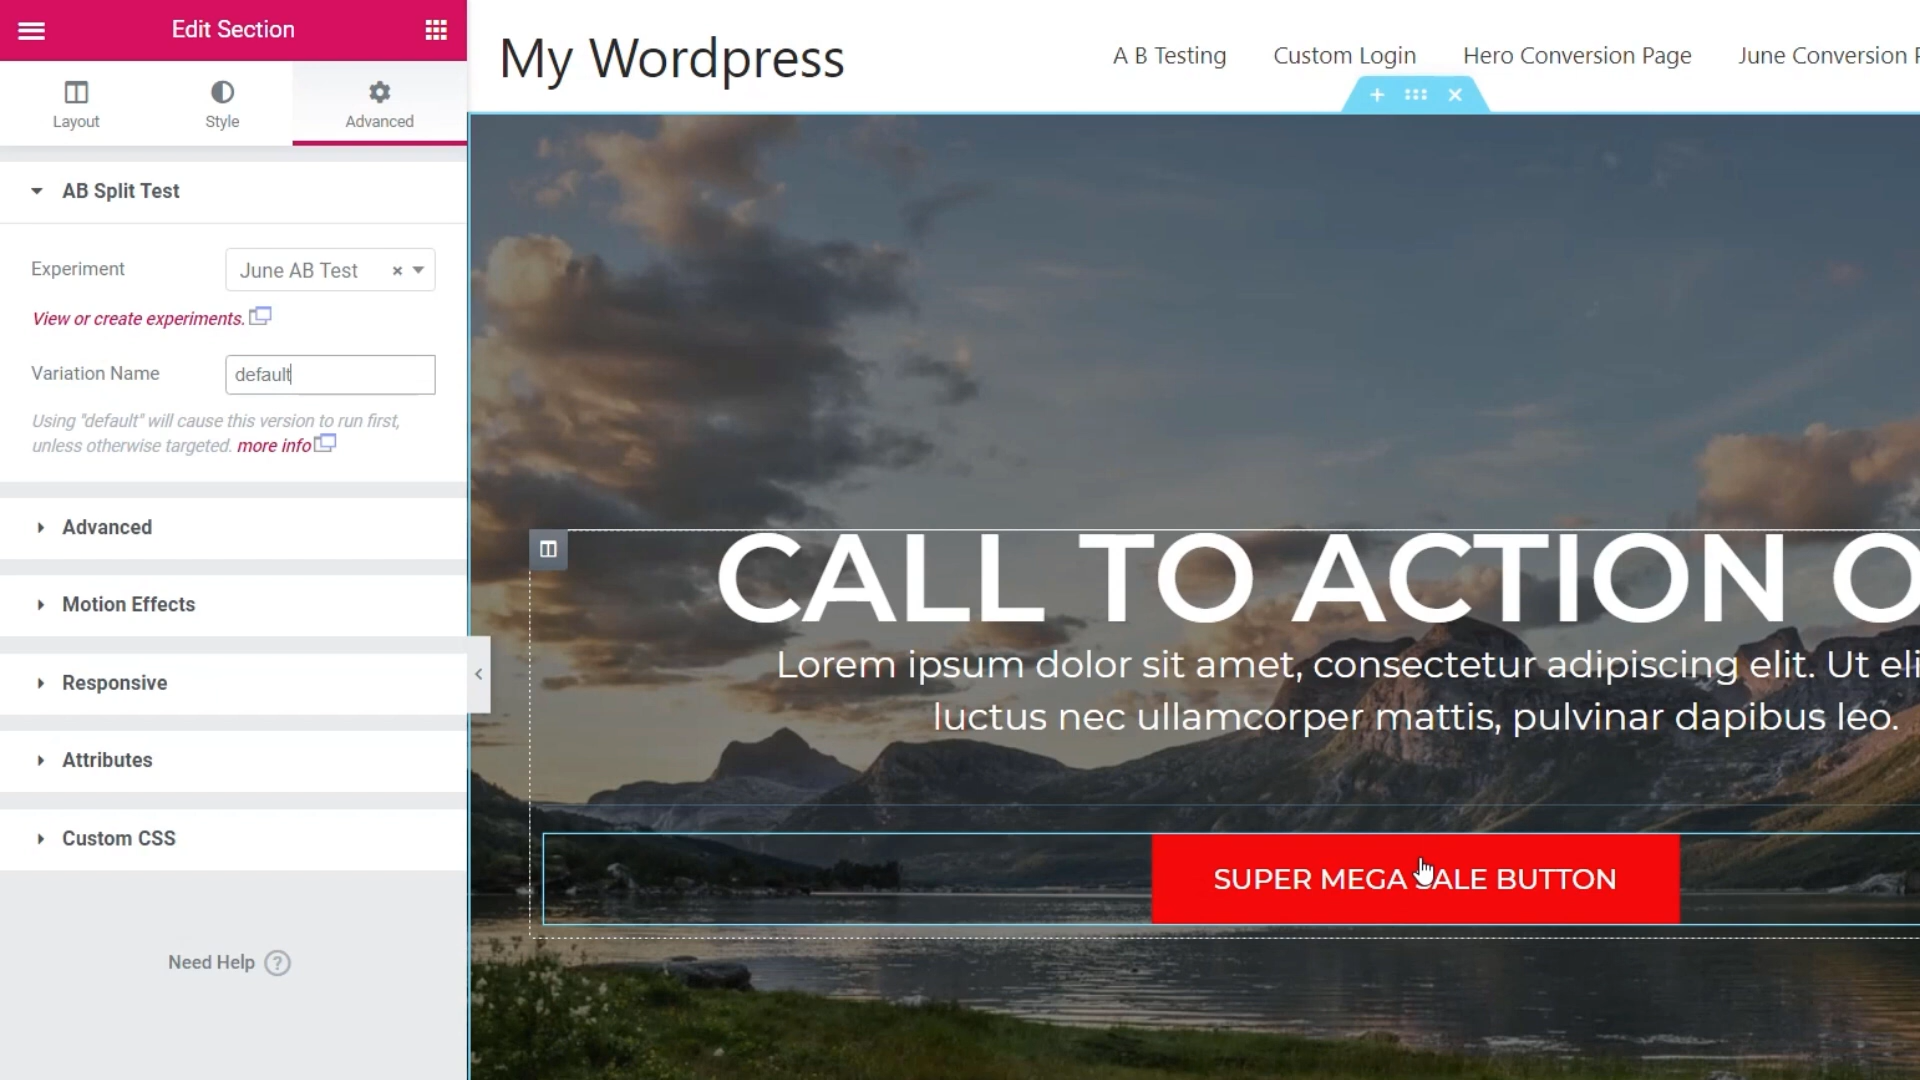 Edit Section
Layout
Style
Advanced
AB Split Test
Experiment
June AB Test
View or create experiments.
Variation Name
default
Using "default" will cause this version to run first,
unless otherwise targeted. more info
Advanced
Motion Effects
Responsive
Attributes
Custom CSS
Need Help ?
My Wordpress
A B Testing
Custom Login
Hero Conversion Page
June Conversion
CALL TO ACTION O
Lorem ipsum dolor sit amet, consectetur adipiscing elit. Ut eli
luctus nec ullamcorper mattis, pulvinar dapibus leo.
SUPER MEGA SALE BUTTON